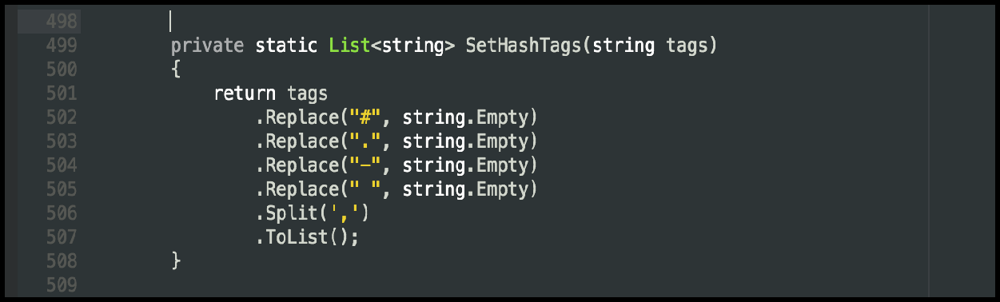 498
499 private static List<string> SetHashTags(string tags)
500 {
501 return tags
502 .Replace("#", string.Empty)
503 .Replace(".", string.Empty)
504 .Replace("-", string.Empty)
505 .Replace(" ", string.Empty)
506 .Split(',')
507 .ToList();
508 }
509